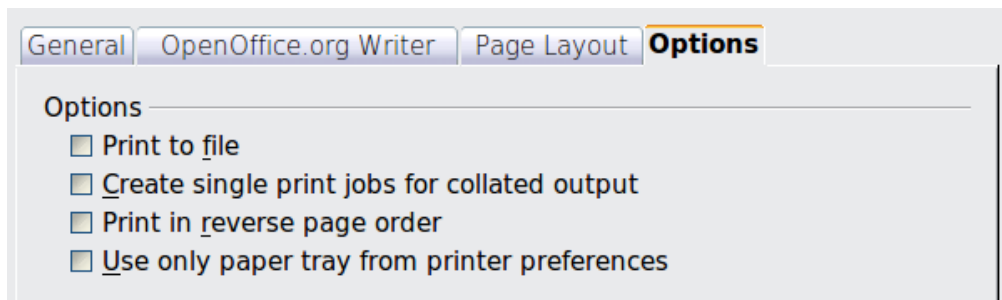 General OpenOffice.org Writer Page Layout Options
Options
Print to file
Create single print jobs for collated output
Print in reverse page order
Use only paper tray from printer preferences